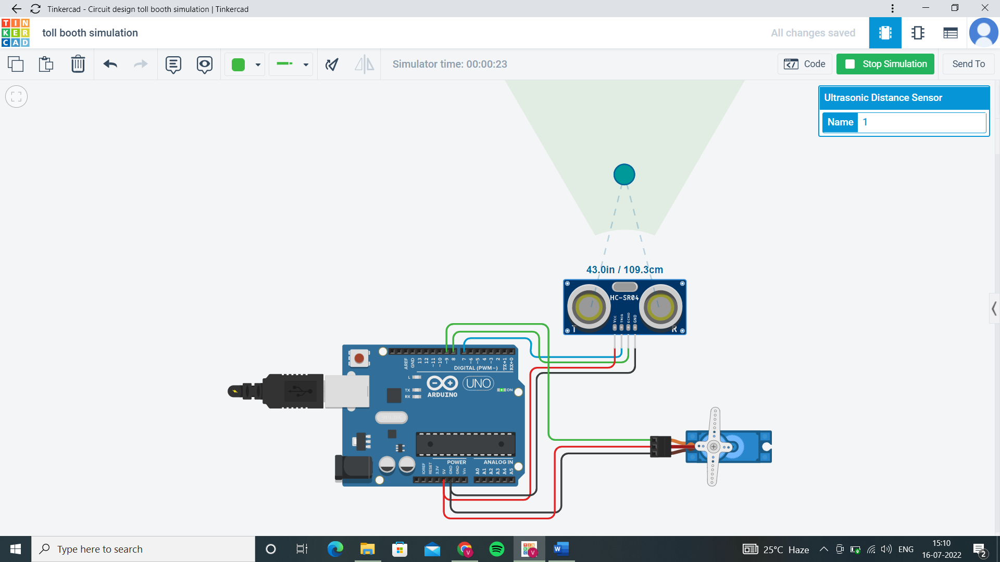 Tinkercad - Circuit design toll booth simulation | Tinkercad
TIN
KER
CAD
toll booth simulation
All changes saved
Simulator time: 00:00:23
Code
Stop Simulation
Send To
Ultrasonic Distance Sensor
Name 1
43.0in / 109.3cm
HC-SR04
VCC TRIG ECHO GND
T R
AREF GND 13 12 ~11 ~10 ~9 8 7 ~6 ~5 4 ~3 2 TX→1 RX←0
DIGITAL (PWM~)
L
UNO
TX ON
RX ARDUINO
POWER ANALOG IN
IOREF RESET 3.3V 5V GND GND Vin A0 A1 A2 A3 A4 A5
Type here to search
V
V
W
25°C Haze
ENG
15:10
16-07-2022
2